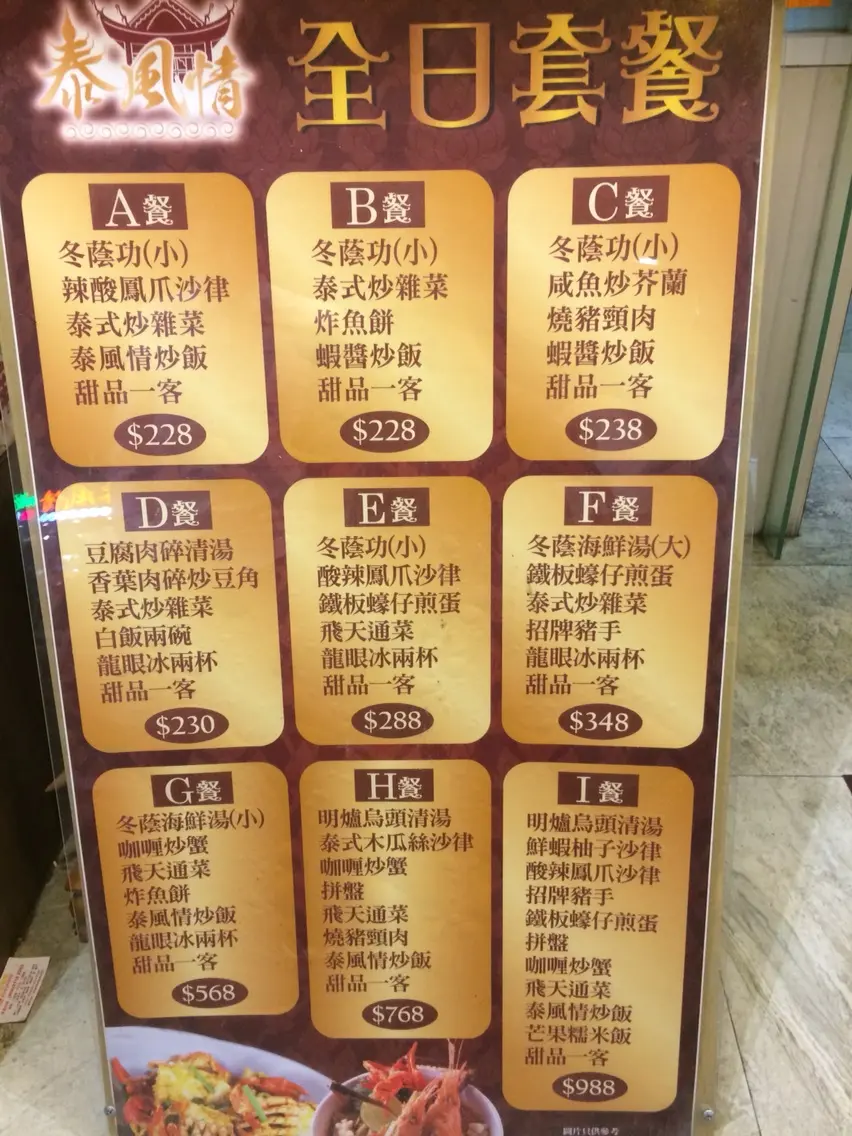 泰風情
全日套餐
A餐
冬蔭功(小)
辣酸鳳爪沙律
泰式炒雜菜
泰風情炒飯
甜品一客
$228
B餐
冬蔭功(小)
泰式炒雜菜
炸魚餅
蝦醬炒飯
甜品一客
$228
C餐
冬蔭功(小)
咸魚炒芥蘭
燒豬頸肉
蝦醬炒飯
甜品一客
$238
D餐
豆腐肉碎清湯
香葉肉碎炒豆角
泰式炒雜菜
白飯兩碗
龍眼冰兩杯
甜品一客
$230
E餐
冬蔭功(小)
酸辣鳳爪沙律
鐵板蠔仔煎蛋
飛天通菜
龍眼冰兩杯
甜品一客
$288
F餐
冬蔭海鮮湯(大)
鐵板蠔仔煎蛋
泰式炒雜菜
招牌豬手
龍眼冰兩杯
甜品一客
$348
G餐
冬蔭海鮮湯(小)
咖喱炒蟹
飛天通菜
炸魚餅
泰風情炒飯
龍眼冰兩杯
甜品一客
$568
H餐
明爐烏頭清湯
泰式木瓜絲沙律
咖喱炒蟹
拼盤
飛天通菜
燒豬頸肉
泰風情炒飯
甜品一客
$768
I餐
明爐烏頭清湯
鮮蝦柚子沙律
酸辣鳳爪沙律
招牌豬手
鐵板蠔仔煎蛋
拼盤
咖喱炒蟹
飛天通菜
泰風情炒飯
芒果糯米飯
甜品一客
$988
圖片只供參考